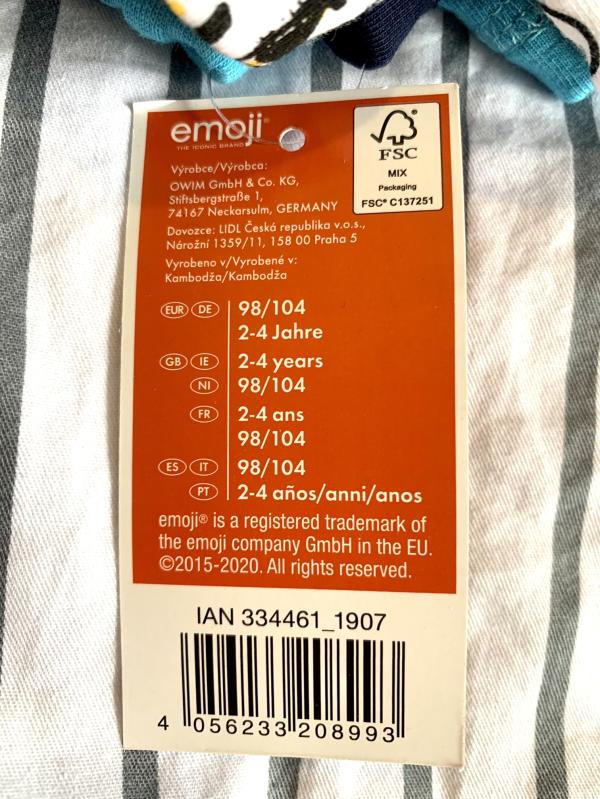 emoji®
THE ICONIC BRAND
FSC
MIX
Packaging
FSC® C137251
Výrobce/Výrobca:
OWIM GmbH & Co. KG,
Stiftsbergstraße 1,
74167 Neckarsulm, GERMANY
Dovozce: LIDL Česká republika v.o.s.,
Nárožní 1359/11, 158 00 Praha 5
Vyrobeno v/Vyrobené v:
Kambodža/Kambodža
EUR DE 98/104
2-4 Jahre
GB IE 2-4 years
NI 98/104
FR 2-4 ans
98/104
ES IT 98/104
PT 2-4 años/anni/anos
emoji® is a registered trademark of
the emoji company GmbH in the EU.
©2015-2020. All rights reserved.
IAN 334461_1907
4 056233 208993